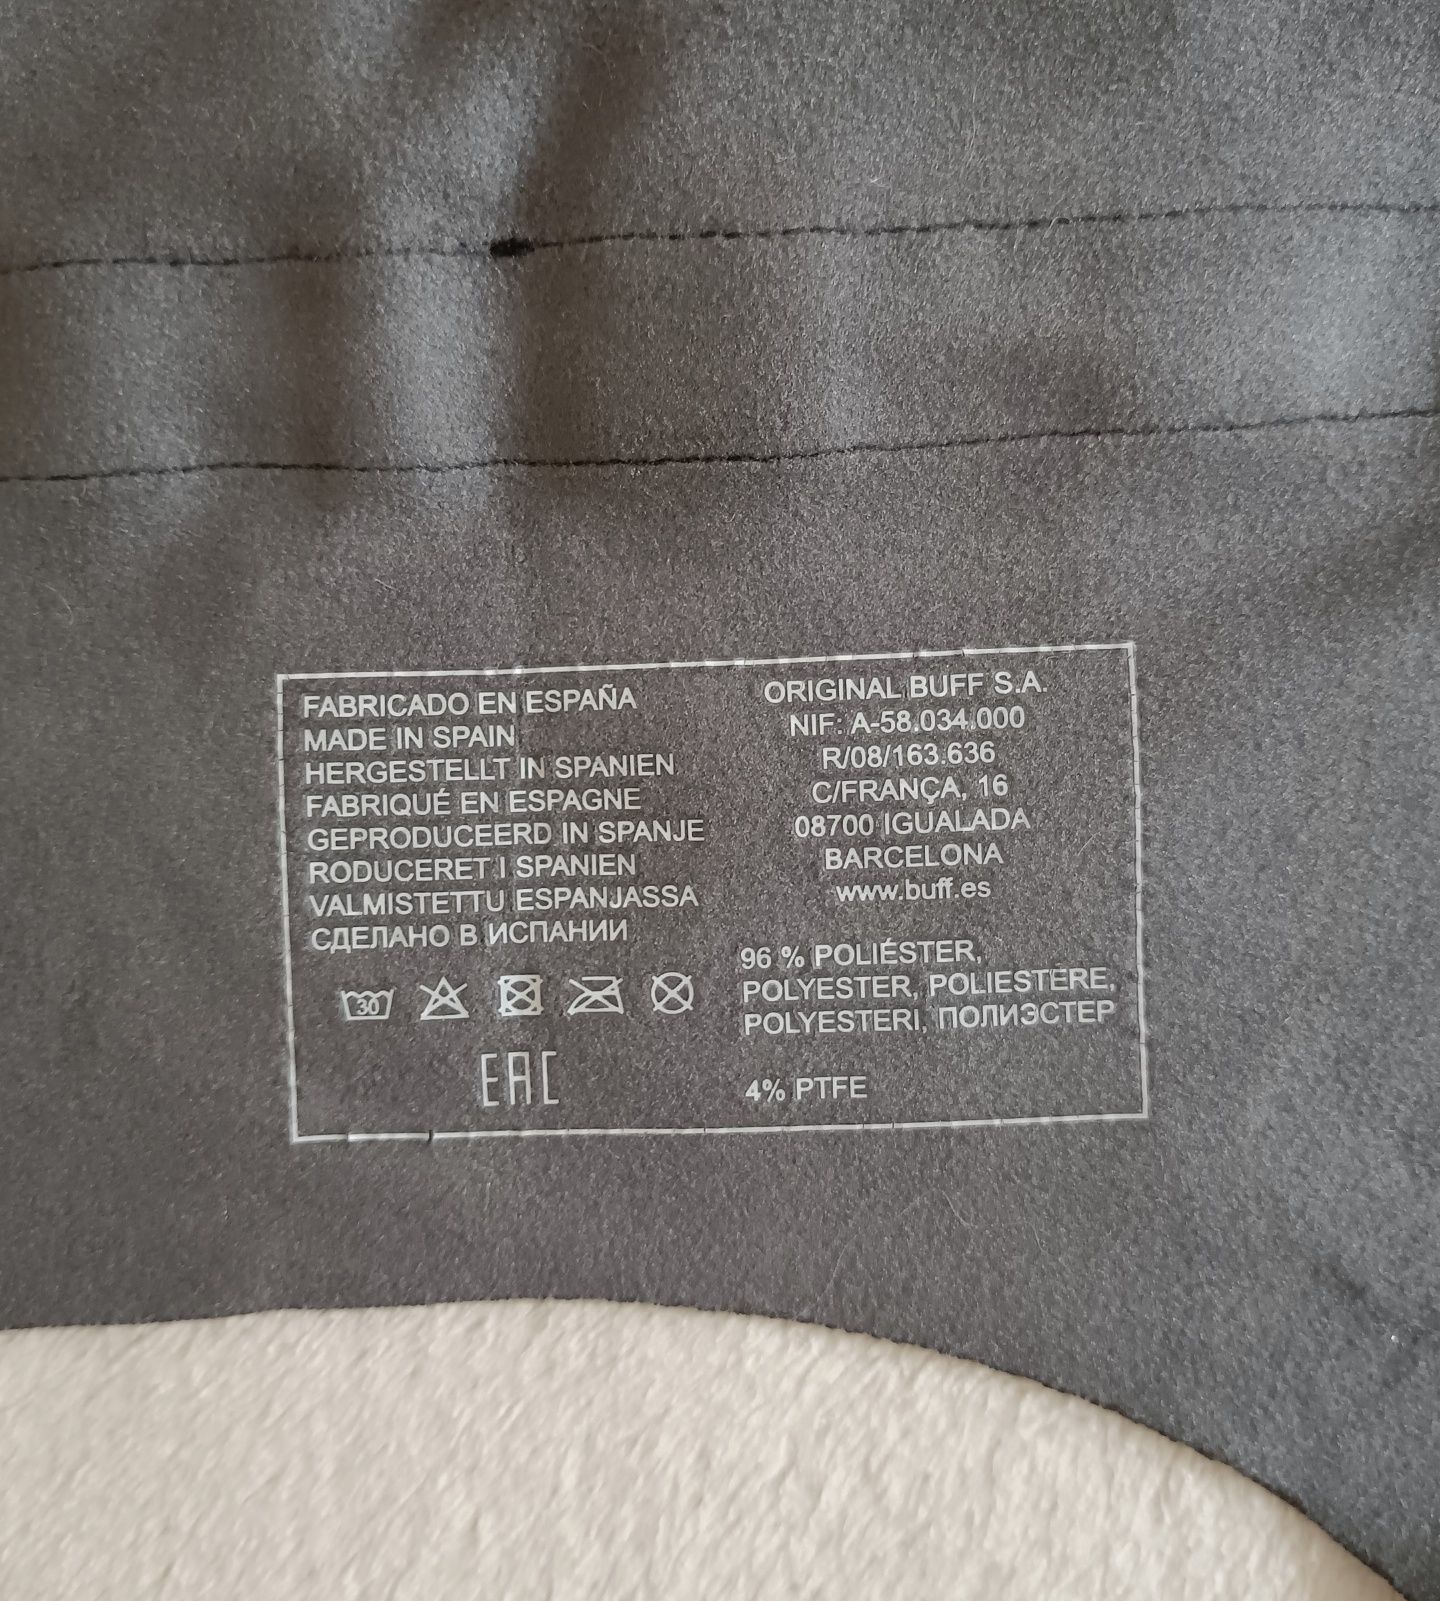 FABRICADO EN ESPAÑA
MADE IN SPAIN
HERGESTELLT IN SPANIEN
FABRIQUÉ EN ESPAGNE
GEPRODUCEERD IN SPANJE
RODUCERET I SPANIEN
VALMISTETTU ESPANJASSA
СДЕЛАНО В ИСПАНИИ
30
EAC
ORIGINAL BUFF S.A.
NIF: A-58.034.000
R/08/163.636
C/FRANÇA, 16
08700 IGUALADA
BARCELONA
www.buff.es
96 % POLIÉSTER,
POLYESTER, POLIESTERE,
POLYESTERI, ПОЛИЭСТЕР
4% PTFE